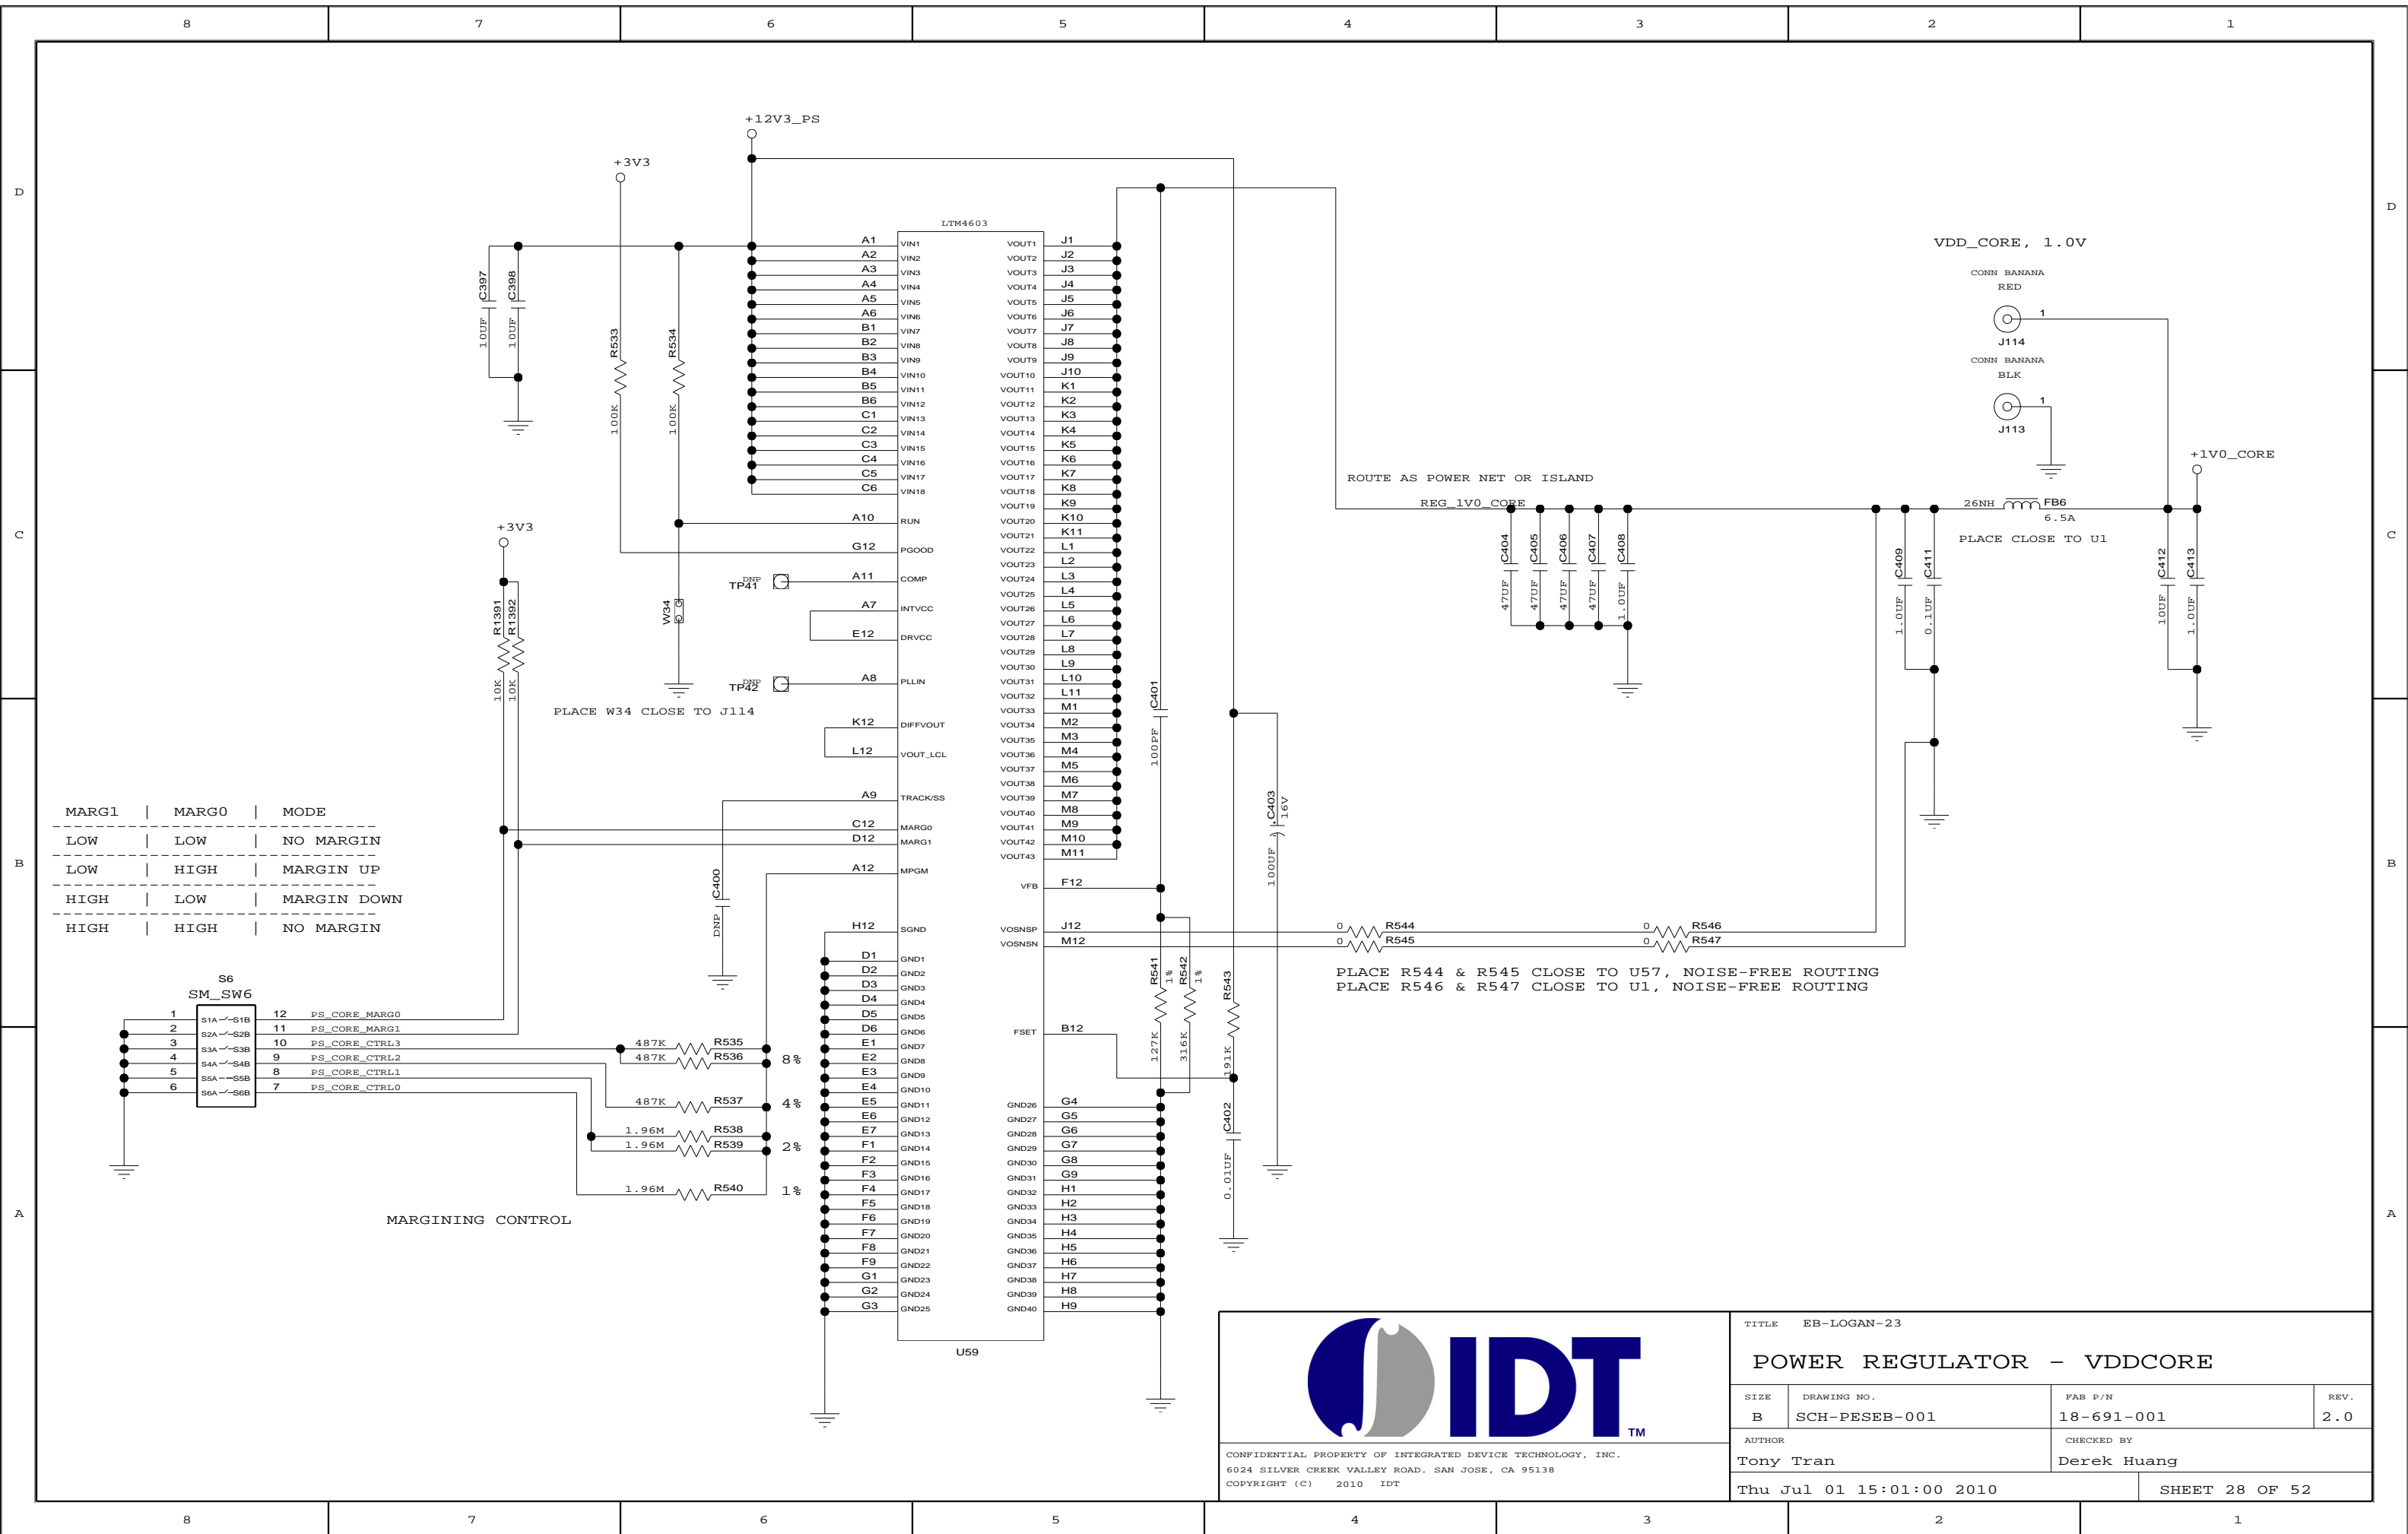 8 7 6 5 4 3 2 1
D
C
B
A
D
C
B
A
+12V3_PS
+3V3
LTM4603
C397
10UF
C398
10UF
R533
100K
R534
100K
A1 VIN1
A2 VIN2
A3 VIN3
A4 VIN4
A5 VIN5
A6 VIN6
B1 VIN7
B2 VIN8
B3 VIN9
B4 VIN10
B5 VIN11
B6 VIN12
C1 VIN13
C2 VIN14
C3 VIN15
C4 VIN16
C5 VIN17
C6 VIN18
A10 RUN
G12 PGOOD
A11 COMP
A7 INTVCC
E12 DRVCC
A8 PLLIN
K12 DIFFVOUT
L12 VOUT_LCL
A9 TRACK/SS
C12 MARG0
D12 MARG1
A12 MPGM
H12 SGND
D1 GND1
D2 GND2
D3 GND3
D4 GND4
D5 GND5
D6 GND6
E1 GND7
E2 GND8
E3 GND9
E4 GND10
E5 GND11
E6 GND12
E7 GND13
F1 GND14
F2 GND15
F3 GND16
F4 GND17
F5 GND18
F6 GND19
F7 GND20
F8 GND21
F9 GND22
G1 GND23
G2 GND24
G3 GND25
VOUT1 J1
VOUT2 J2
VOUT3 J3
VOUT4 J4
VOUT5 J5
VOUT6 J6
VOUT7 J7
VOUT8 J8
VOUT9 J9
VOUT10 J10
VOUT11 K1
VOUT12 K2
VOUT13 K3
VOUT14 K4
VOUT15 K5
VOUT16 K6
VOUT17 K7
VOUT18 K8
VOUT19 K9
VOUT20 K10
VOUT21 K11
VOUT22 L1
VOUT23 L2
VOUT24 L3
VOUT25 L4
VOUT26 L5
VOUT27 L6
VOUT28 L7
VOUT29 L8
VOUT30 L9
VOUT31 L10
VOUT32 L11
VOUT33 M1
VOUT34 M2
VOUT35 M3
VOUT36 M4
VOUT37 M5
VOUT38 M6
VOUT39 M7
VOUT40 M8
VOUT41 M9
VOUT42 M10
VOUT43 M11
VFB F12
VOSNSP J12
VOSNSN M12
FSET B12
GND26 G4
GND27 G5
GND28 G6
GND29 G7
GND30 G8
GND31 G9
GND32 H1
GND33 H2
GND34 H3
GND35 H4
GND36 H5
GND37 H6
GND38 H7
GND39 H8
GND40 H9
U59
+3V3
R1391
10K
R1392
10K
DNP
TP41
W34
DNP
TP42
PLACE W34 CLOSE TO J114
C400
DNP
MARG1 | MARG0 | MODE
LOW | LOW | NO MARGIN
LOW | HIGH | MARGIN UP
HIGH | LOW | MARGIN DOWN
HIGH | HIGH | NO MARGIN
S6
SM_SW6
1 S1A S1B 12 PS_CORE_MARG0
2 S2A S2B 11 PS_CORE_MARG1
3 S3A S3B 10 PS_CORE_CTRL3
4 S4A S4B 9 PS_CORE_CTRL2
5 S5A S5B 8 PS_CORE_CTRL1
6 S6A S6B 7 PS_CORE_CTRL0
487K R535
487K R536
8%
487K R537 4%
1.96M R538
1.96M R539
2%
1.96M R540 1%
MARGINING CONTROL
C401
100PF
C403
16V
+
100UF
R541
1%
127K
R542
1%
316K
R543
191K
C402
0.01UF
0 R544
0 R545
0 R546
0 R547
PLACE R544 & R545 CLOSE TO U57, NOISE-FREE ROUTING
PLACE R546 & R547 CLOSE TO U1, NOISE-FREE ROUTING
ROUTE AS POWER NET OR ISLAND
REG_1V0_CORE
C404
47UF
C405
47UF
C406
47UF
C407
47UF
C408
1.0UF
C409
1.0UF
C411
0.1UF
VDD_CORE, 1.0V
CONN BANANA
RED
1
J114
CONN BANANA
BLK
1
J113
+1V0_CORE
26NH FB6
6.5A
PLACE CLOSE TO U1
C412
10UF
C413
1.0UF
IDT
TM
CONFIDENTIAL PROPERTY OF INTEGRATED DEVICE TECHNOLOGY, INC.
6024 SILVER CREEK VALLEY ROAD. SAN JOSE, CA 95138
COPYRIGHT (C) 2010 IDT
TITLE EB-LOGAN-23
POWER REGULATOR - VDDCORE
SIZE DRAWING NO. FAB P/N REV.
B SCH-PESEB-001 18-691-001 2.0
AUTHOR CHECKED BY
Tony Tran Derek Huang
Thu Jul 01 15:01:00 2010 SHEET 28 OF 52
8 7 6 5 4 3 2 1